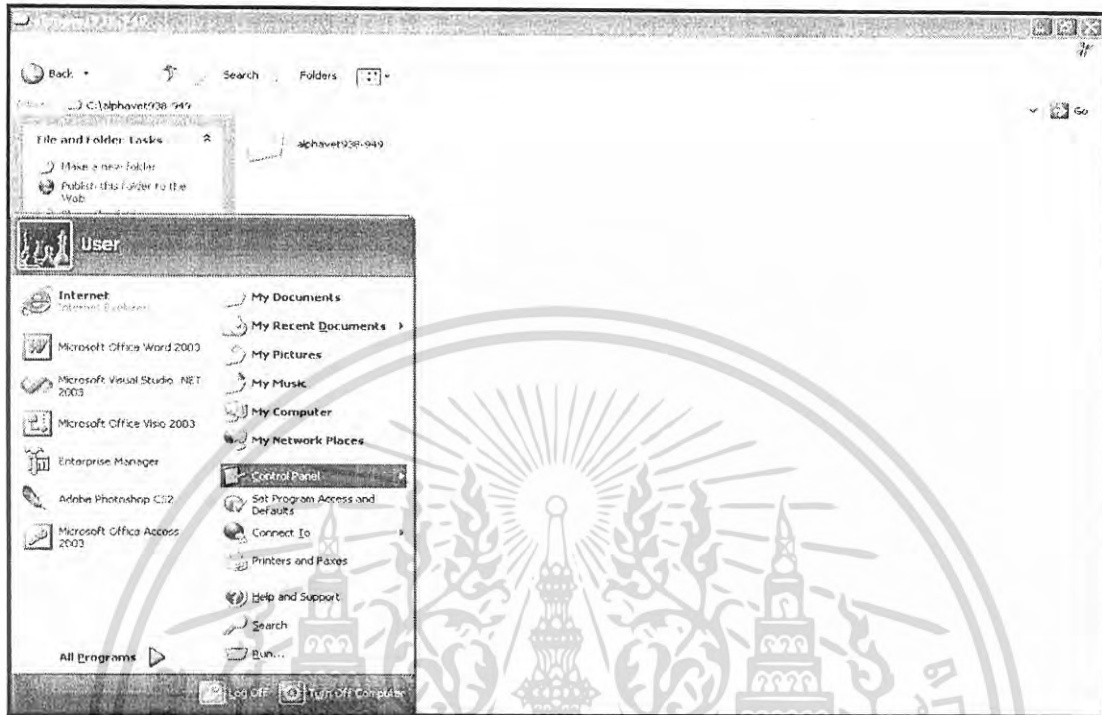 Back
Search
Folders
C:\alphavet938-949
Go
File and Folder Tasks
Make a new folder
Publish this folder to the
Web
alphavet938-949
User
Internet
Internet Explorer
Microsoft Office Word 2003
Microsoft Visual Studio .NET
2003
Microsoft Office Visio 2003
Enterprise Manager
Adobe Photoshop CS2
Microsoft Office Access
2003
All Programs
My Documents
My Recent Documents
My Pictures
My Music
My Computer
My Network Places
Control Panel
Set Program Access and
Defaults
Connect To
Printers and Faxes
Help and Support
Search
Run...
Log Off
Turn Off Computer